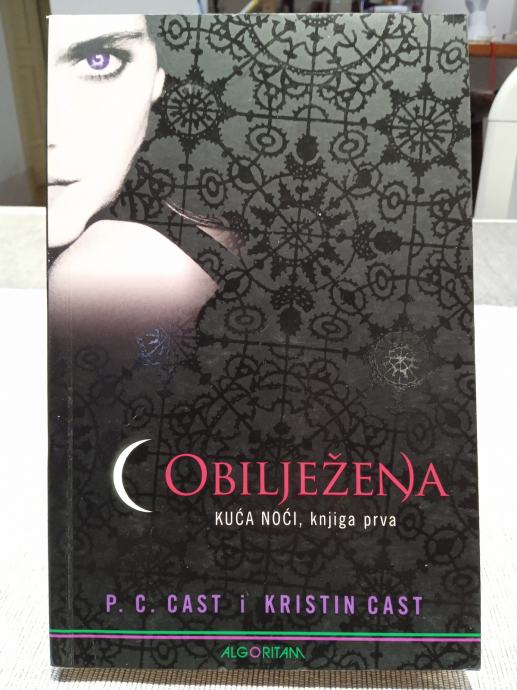 OBILJEŽENA
KUĆA NOĆI, knjiga prva
P. C. CAST i KRISTIN CAST
ALGORITAM